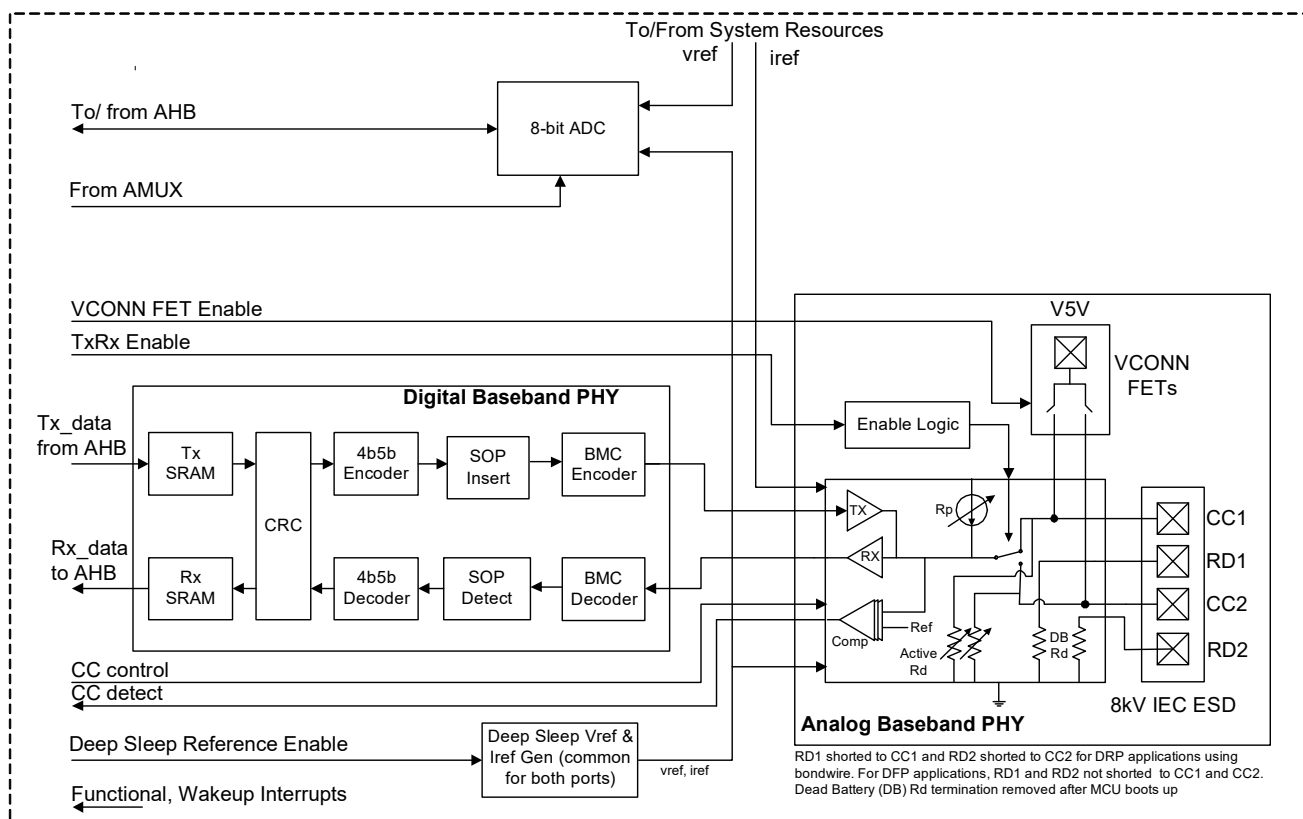 To/From System Resources
vref
iref
To/ from AHB
8-bit ADC
From AMUX
VCONN FET Enable
TxRx Enable
V5V
VCONN
FETs
Digital Baseband PHY
Enable Logic
Tx_data
from AHB
Tx
SRAM
CRC
4b5b
Encoder
SOP
Insert
BMC
Encoder
TX
Rp
CC1
Rx_data
to AHB
Rx
SRAM
4b5b
Decoder
SOP
Detect
BMC
Decoder
RX
RD1
CC2
Comp
Ref
Active
Rd
DB
Rd
RD2
CC control
CC detect
8kV IEC ESD
Analog Baseband PHY
Deep Sleep Reference Enable
Deep Sleep Vref &
Iref Gen (common
for both ports)
vref, iref
RD1 shorted to CC1 and RD2 shorted to CC2 for DRP applications using
bondwire. For DFP applications, RD1 and RD2 not shorted to CC1 and CC2.
Dead Battery (DB) Rd termination removed after MCU boots up
Functional, Wakeup Interrupts